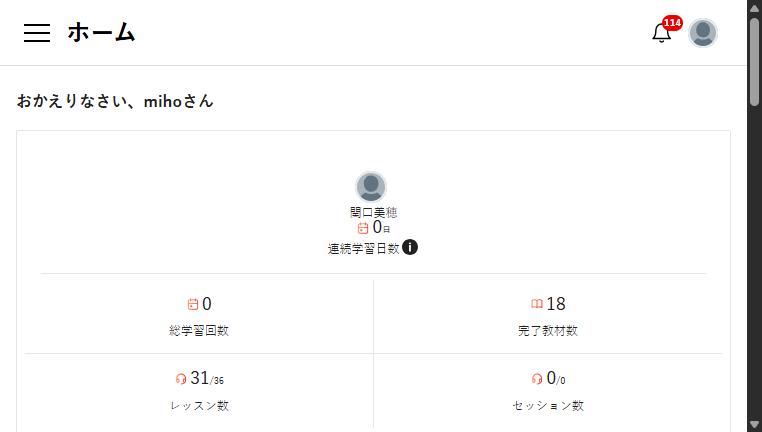 ホーム
114
おかえりなさい、mihoさん
関口美穂
0日
連続学習日数
0
総学習回数
18
完了教材数
31/36
レッスン数
0/0
セッション数